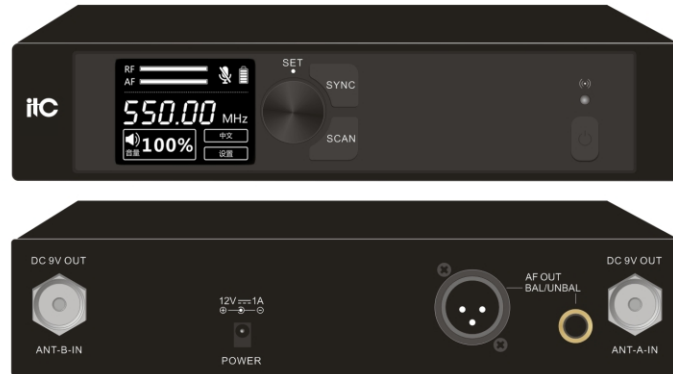 itC
RF
AF
550.00 MHz
音量 100%
中文
设置
SET
SYNC
SCAN
DC 9V OUT
ANT-B-IN
12V⎓1A
POWER
AF OUT
BAL/UNBAL
DC 9V OUT
ANT-A-IN